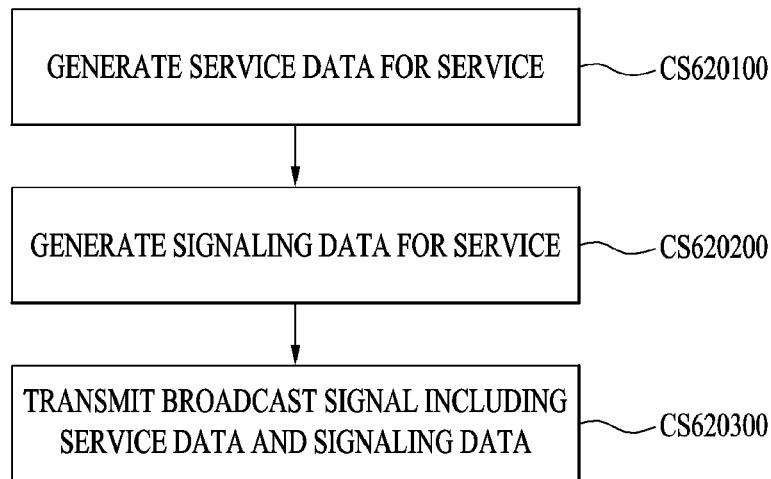 GENERATE SERVICE DATA FOR SERVICE
CS620100
GENERATE SIGNALING DATA FOR SERVICE
CS620200
TRANSMIT BROADCAST SIGNAL INCLUDING
SERVICE DATA AND SIGNALING DATA
CS620300